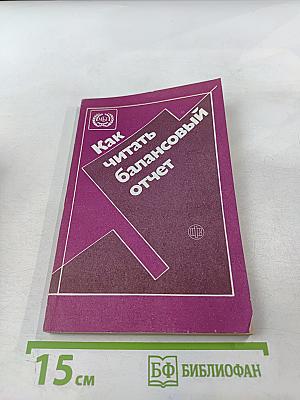 Как
читать
балансовый
отчет
15 см
БФ БИБЛИОФАН